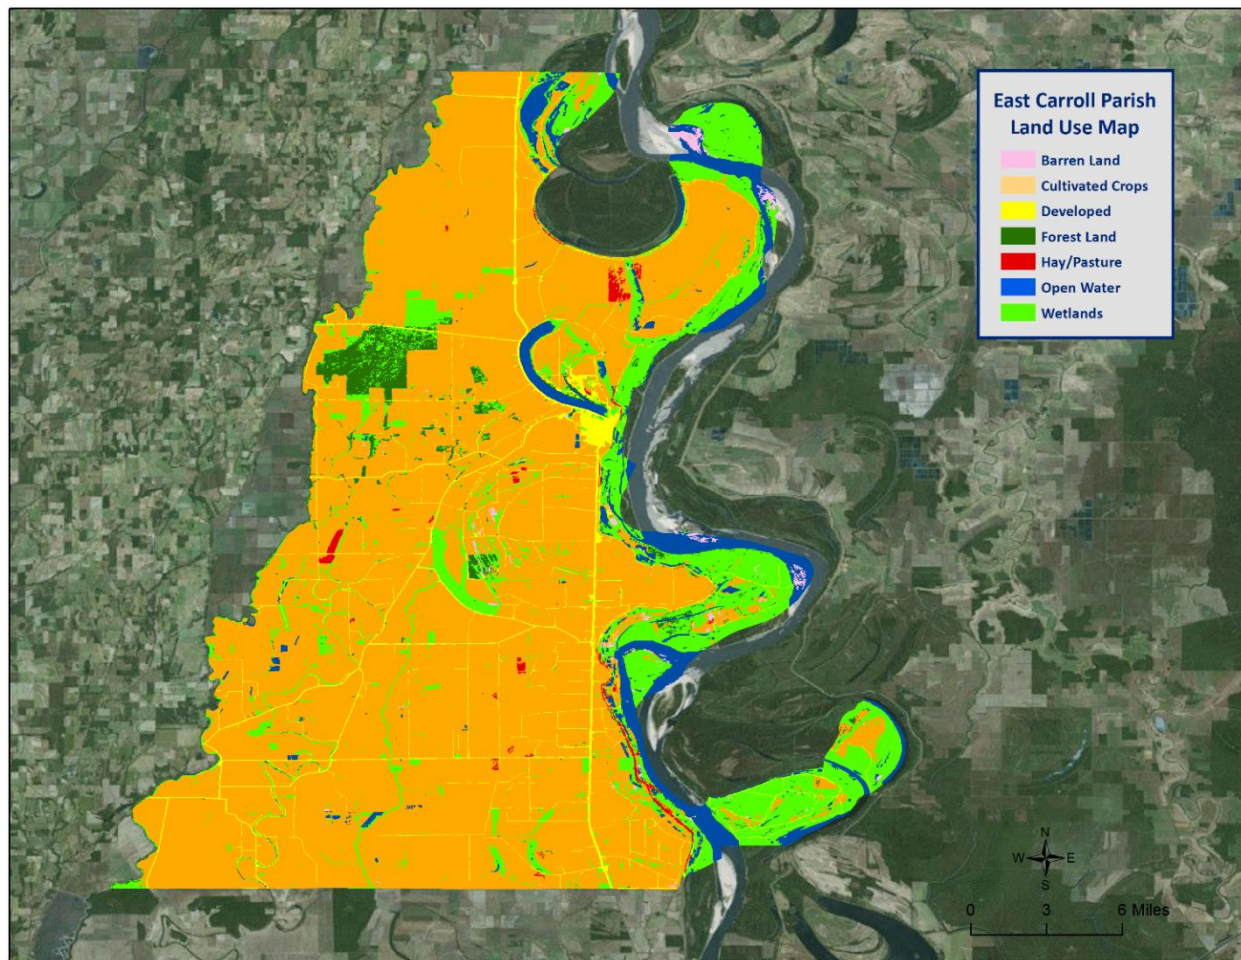 East Carroll Parish
Land Use Map
Barren Land
Cultivated Crops
Developed
Forest Land
Hay/Pasture
Open Water
Wetlands
N
W E
S
0 3 6 Miles